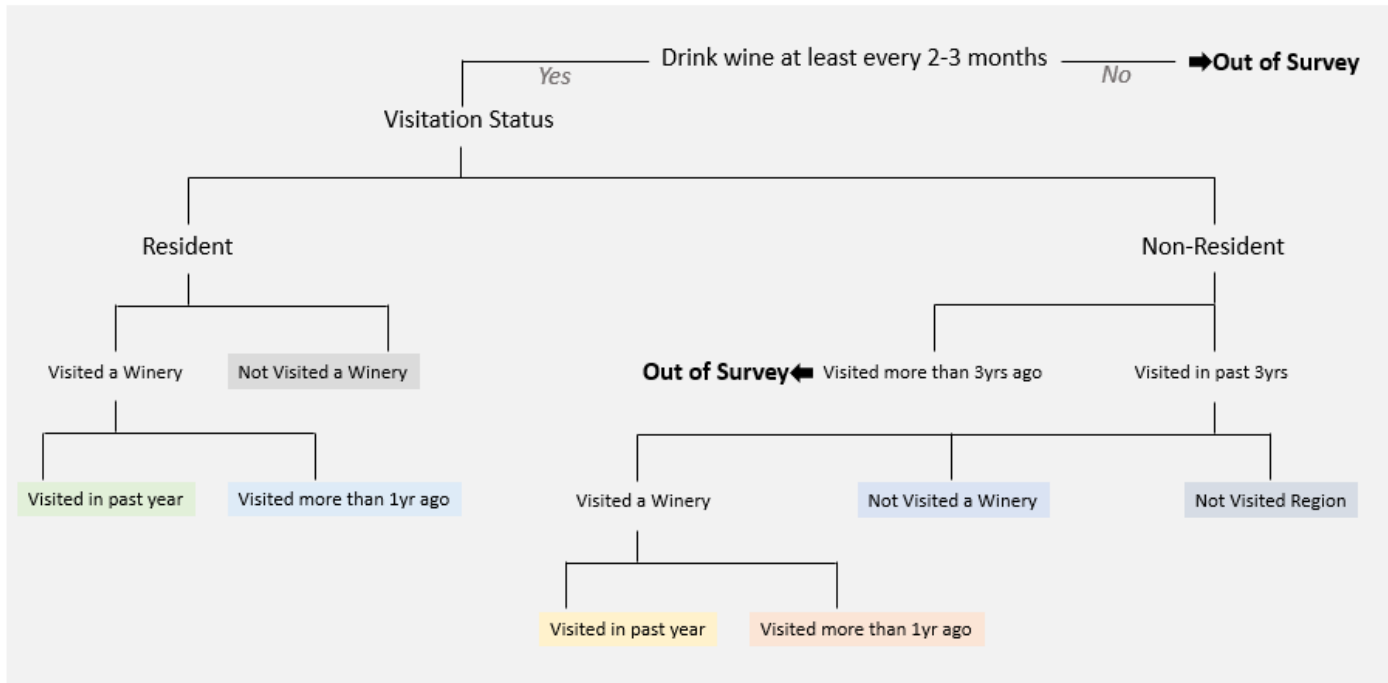 Drink wine at least every 2-3 months
Yes
No
➡Out of Survey
Visitation Status
Resident
Non-Resident
Visited a Winery
Not Visited a Winery
Out of Survey⬅
Visited more than 3yrs ago
Visited in past 3yrs
Visited in past year
Visited more than 1yr ago
Visited a Winery
Not Visited a Winery
Not Visited Region
Visited in past year
Visited more than 1yr ago